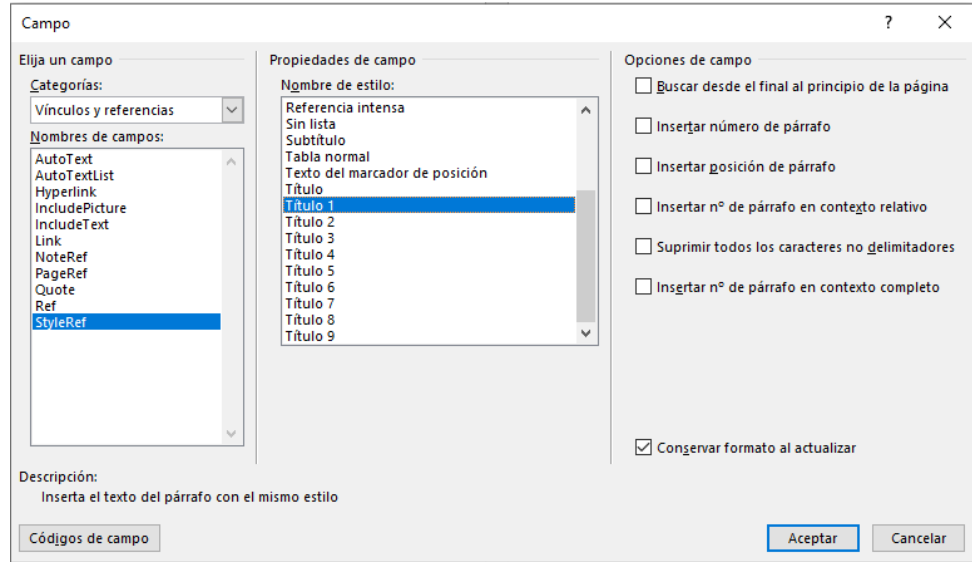 Campo
?
Elija un campo
Categorías:
Vínculos y referencias
Nombres de campos:
AutoText
AutoTextList
Hyperlink
IncludePicture
IncludeText
Link
NoteRef
PageRef
Quote
Ref
StyleRef
Propiedades de campo
Nombre de estilo:
Referencia intensa
Sin lista
Subtítulo
Tabla normal
Texto del marcador de posición
Título
Título 1
Título 2
Título 3
Título 4
Título 5
Título 6
Título 7
Título 8
Título 9
Opciones de campo
Buscar desde el final al principio de la página
Insertar número de párrafo
Insertar posición de párrafo
Insertar nº de párrafo en contexto relativo
Suprimir todos los caracteres no delimitadores
Insertar nº de párrafo en contexto completo
Conservar formato al actualizar
Descripción:
Inserta el texto del párrafo con el mismo estilo
Códigos de campo
Aceptar
Cancelar